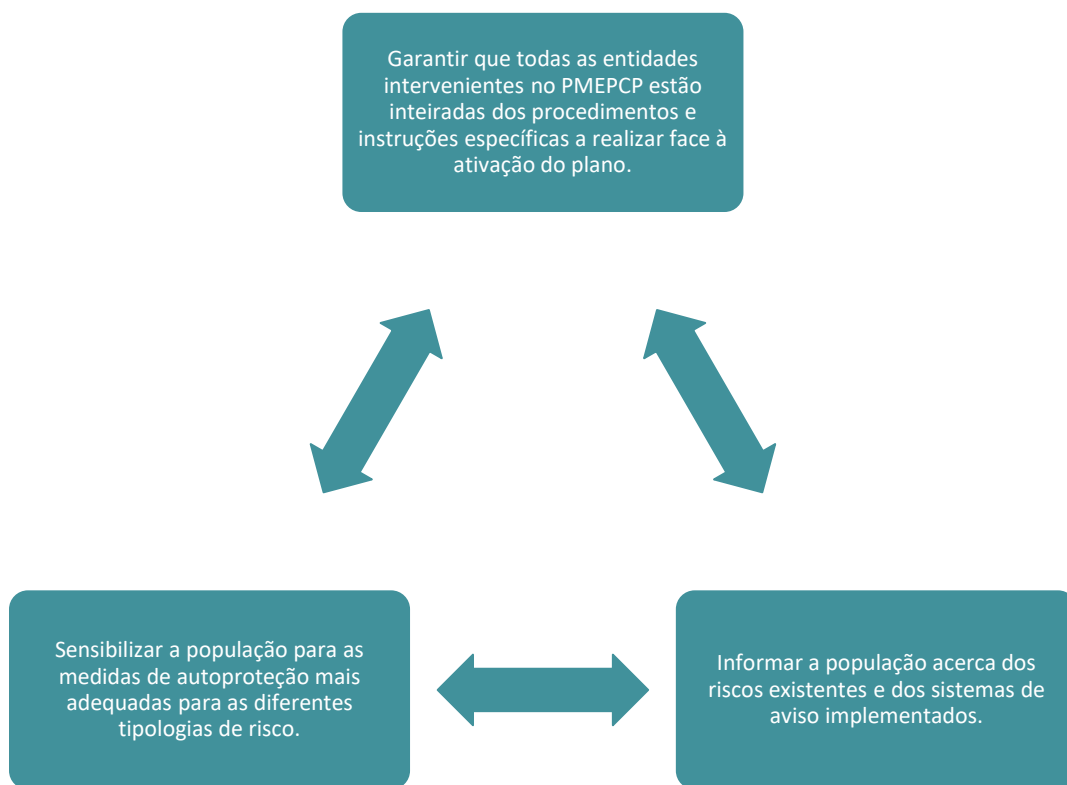 Garantir que todas as entidades
intervenientes no PMEPCP estão
inteiradas dos procedimentos e
instruções específicas a realizar face à
ativação do plano.
Sensibilizar a população para as
medidas de autoproteção mais
adequadas para as diferentes
tipologias de risco.
Informar a população acerca dos
riscos existentes e dos sistemas de
aviso implementados.